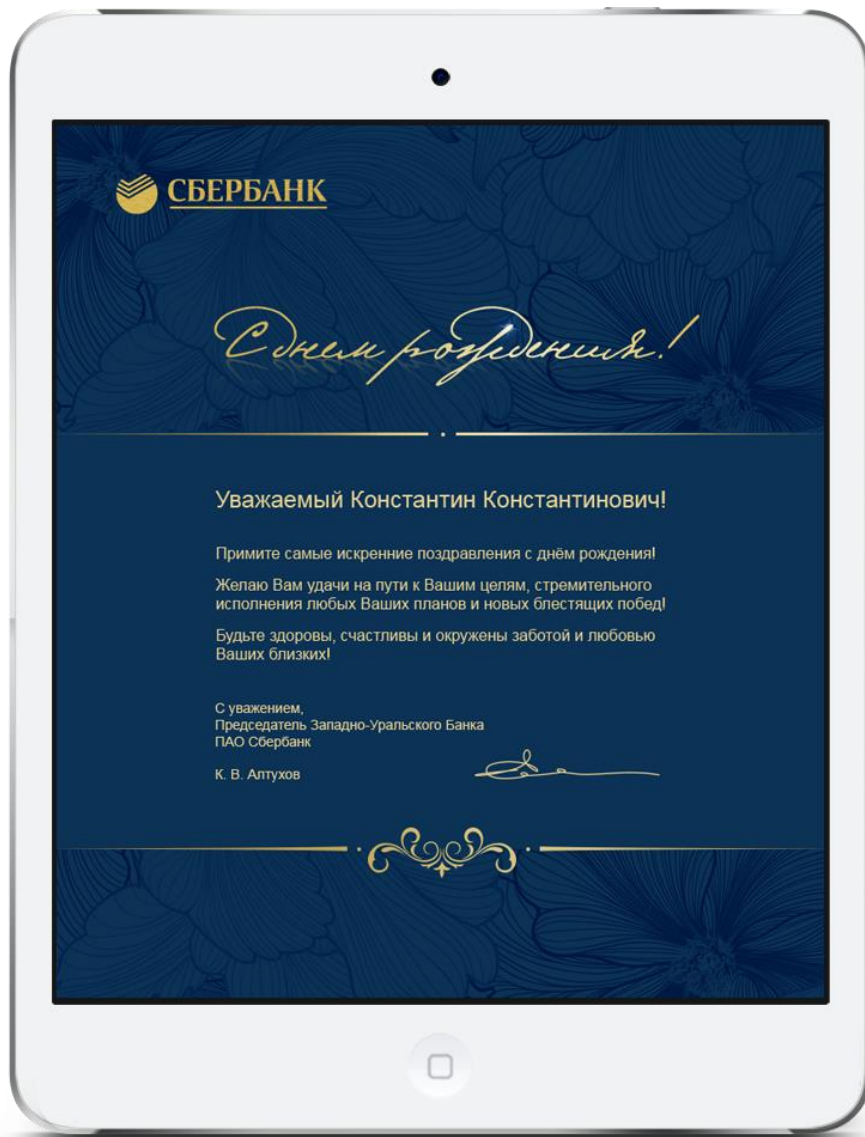 СБЕРБАНК
С днем рождения!
Уважаемый Константин Константинович!
Примите самые искренние поздравления с днём рождения!
Желаю Вам удачи на пути к Вашим целям, стремительного
исполнения любых Ваших планов и новых блестящих побед!
Будьте здоровы, счастливы и окружены заботой и любовью
Ваших близких!
С уважением,
Председатель Западно-Уральского Банка
ПАО Сбербанк
К. В. Алтухов